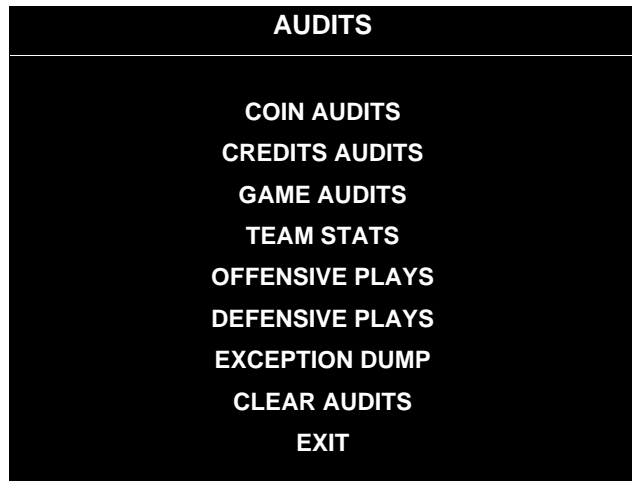 AUDITS
COIN AUDITS
CREDITS AUDITS
GAME AUDITS
TEAM STATS
OFFENSIVE PLAYS
DEFENSIVE PLAYS
EXCEPTION DUMP
CLEAR AUDITS
EXIT